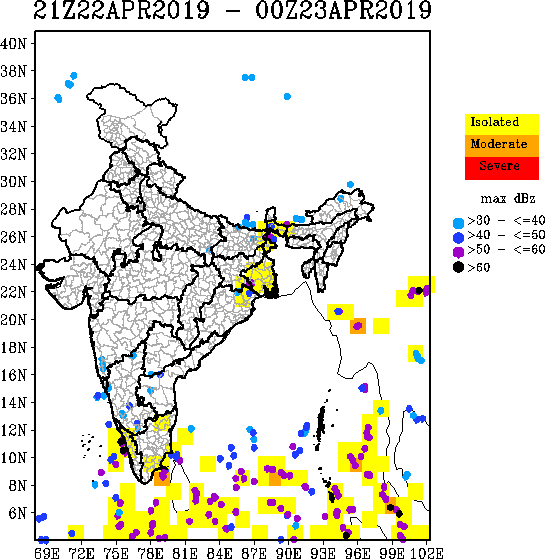 21Z22APR2019 - 00Z23APR2019
40N
38N
36N
34N
32N
30N
28N
26N
24N
22N
20N
18N
16N
14N
12N
10N
8N
6N
69E 72E 75E 78E 81E 84E 87E 90E 93E 96E 99E 102E
Isolated
Moderate
Severe
max dBz
>30 - <=40
>40 - <=50
>50 - <=60
>60